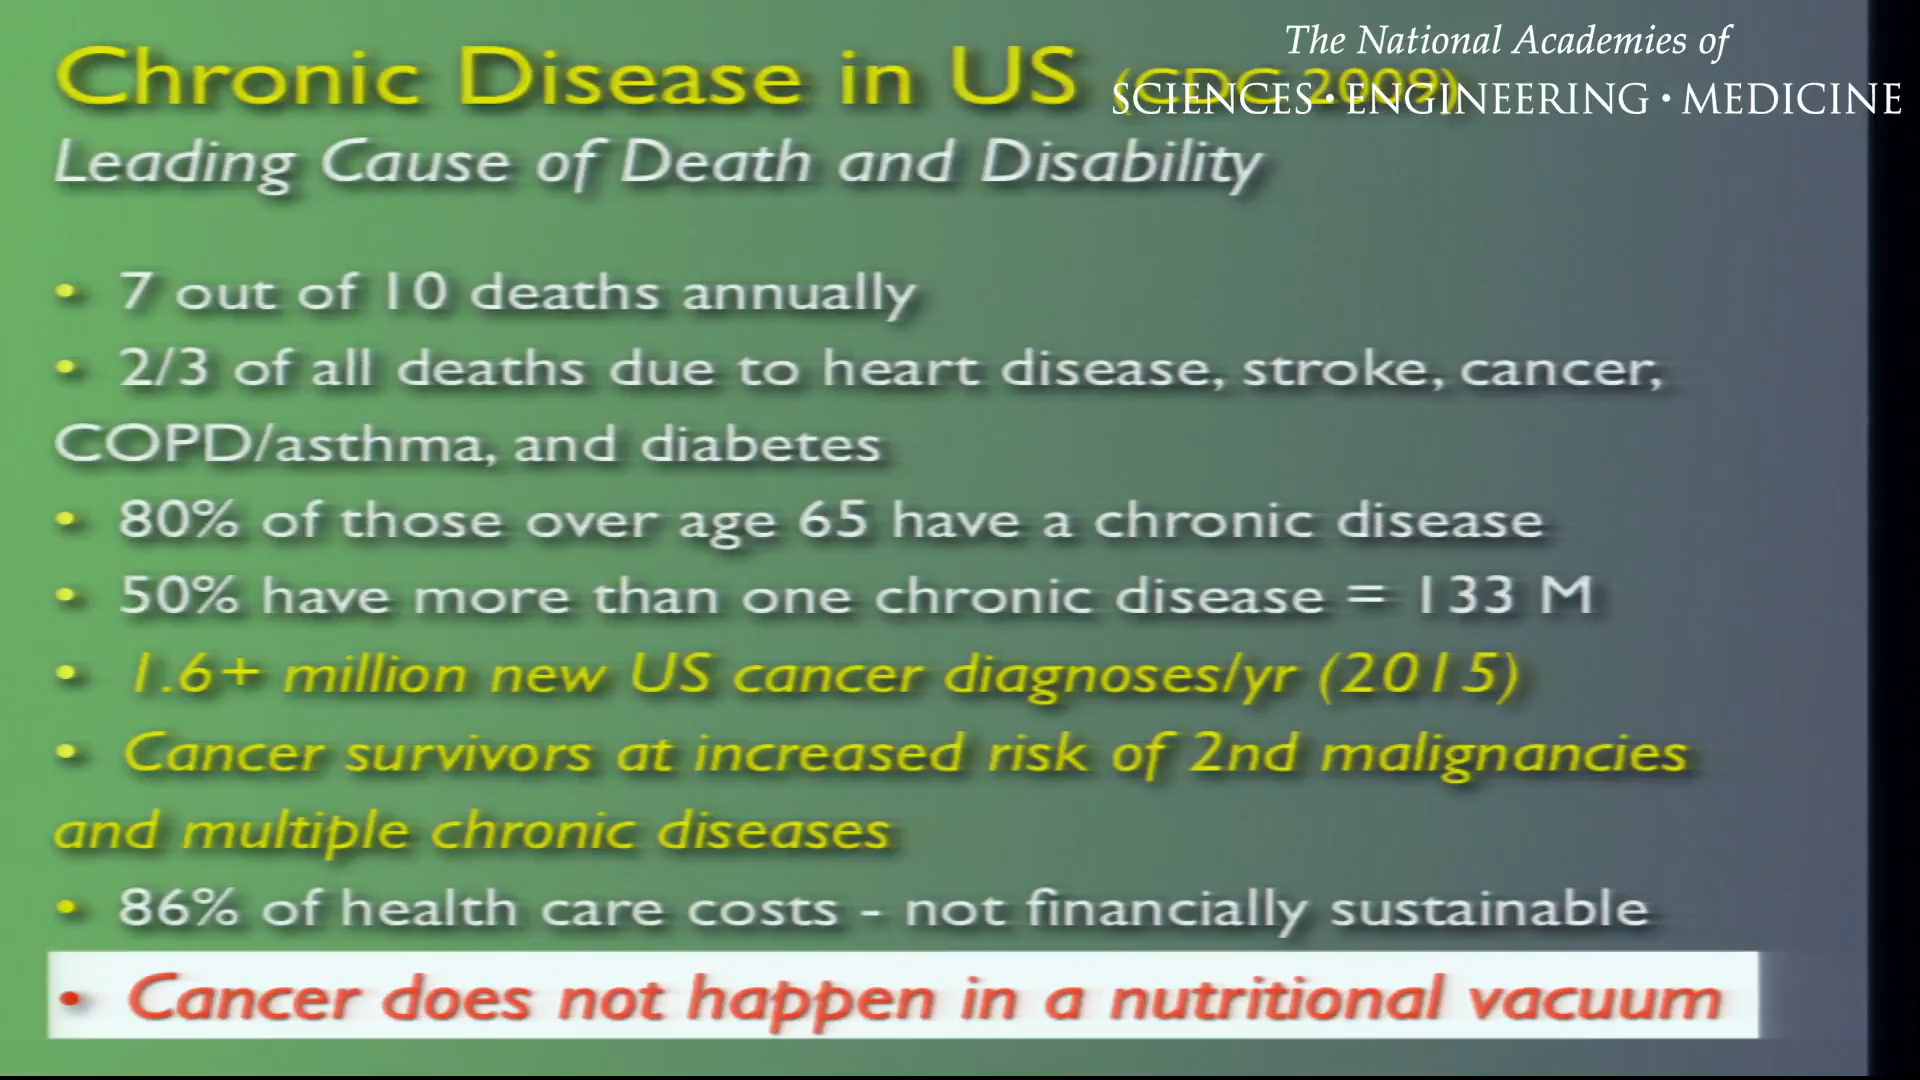 The National Academies of
SCIENCES • ENGINEERING • MEDICINE
Chronic Disease in US (CDC 2009)
Leading Cause of Death and Disability
• 7 out of 10 deaths annually
• 2/3 of all deaths due to heart disease, stroke, cancer,
COPD/asthma, and diabetes
• 80% of those over age 65 have a chronic disease
• 50% have more than one chronic disease = 133 M
• 1.6+ million new US cancer diagnoses/yr (2015)
• Cancer survivors at increased risk of 2nd malignancies
and multiple chronic diseases
• 86% of health care costs - not financially sustainable
• Cancer does not happen in a nutritional vacuum